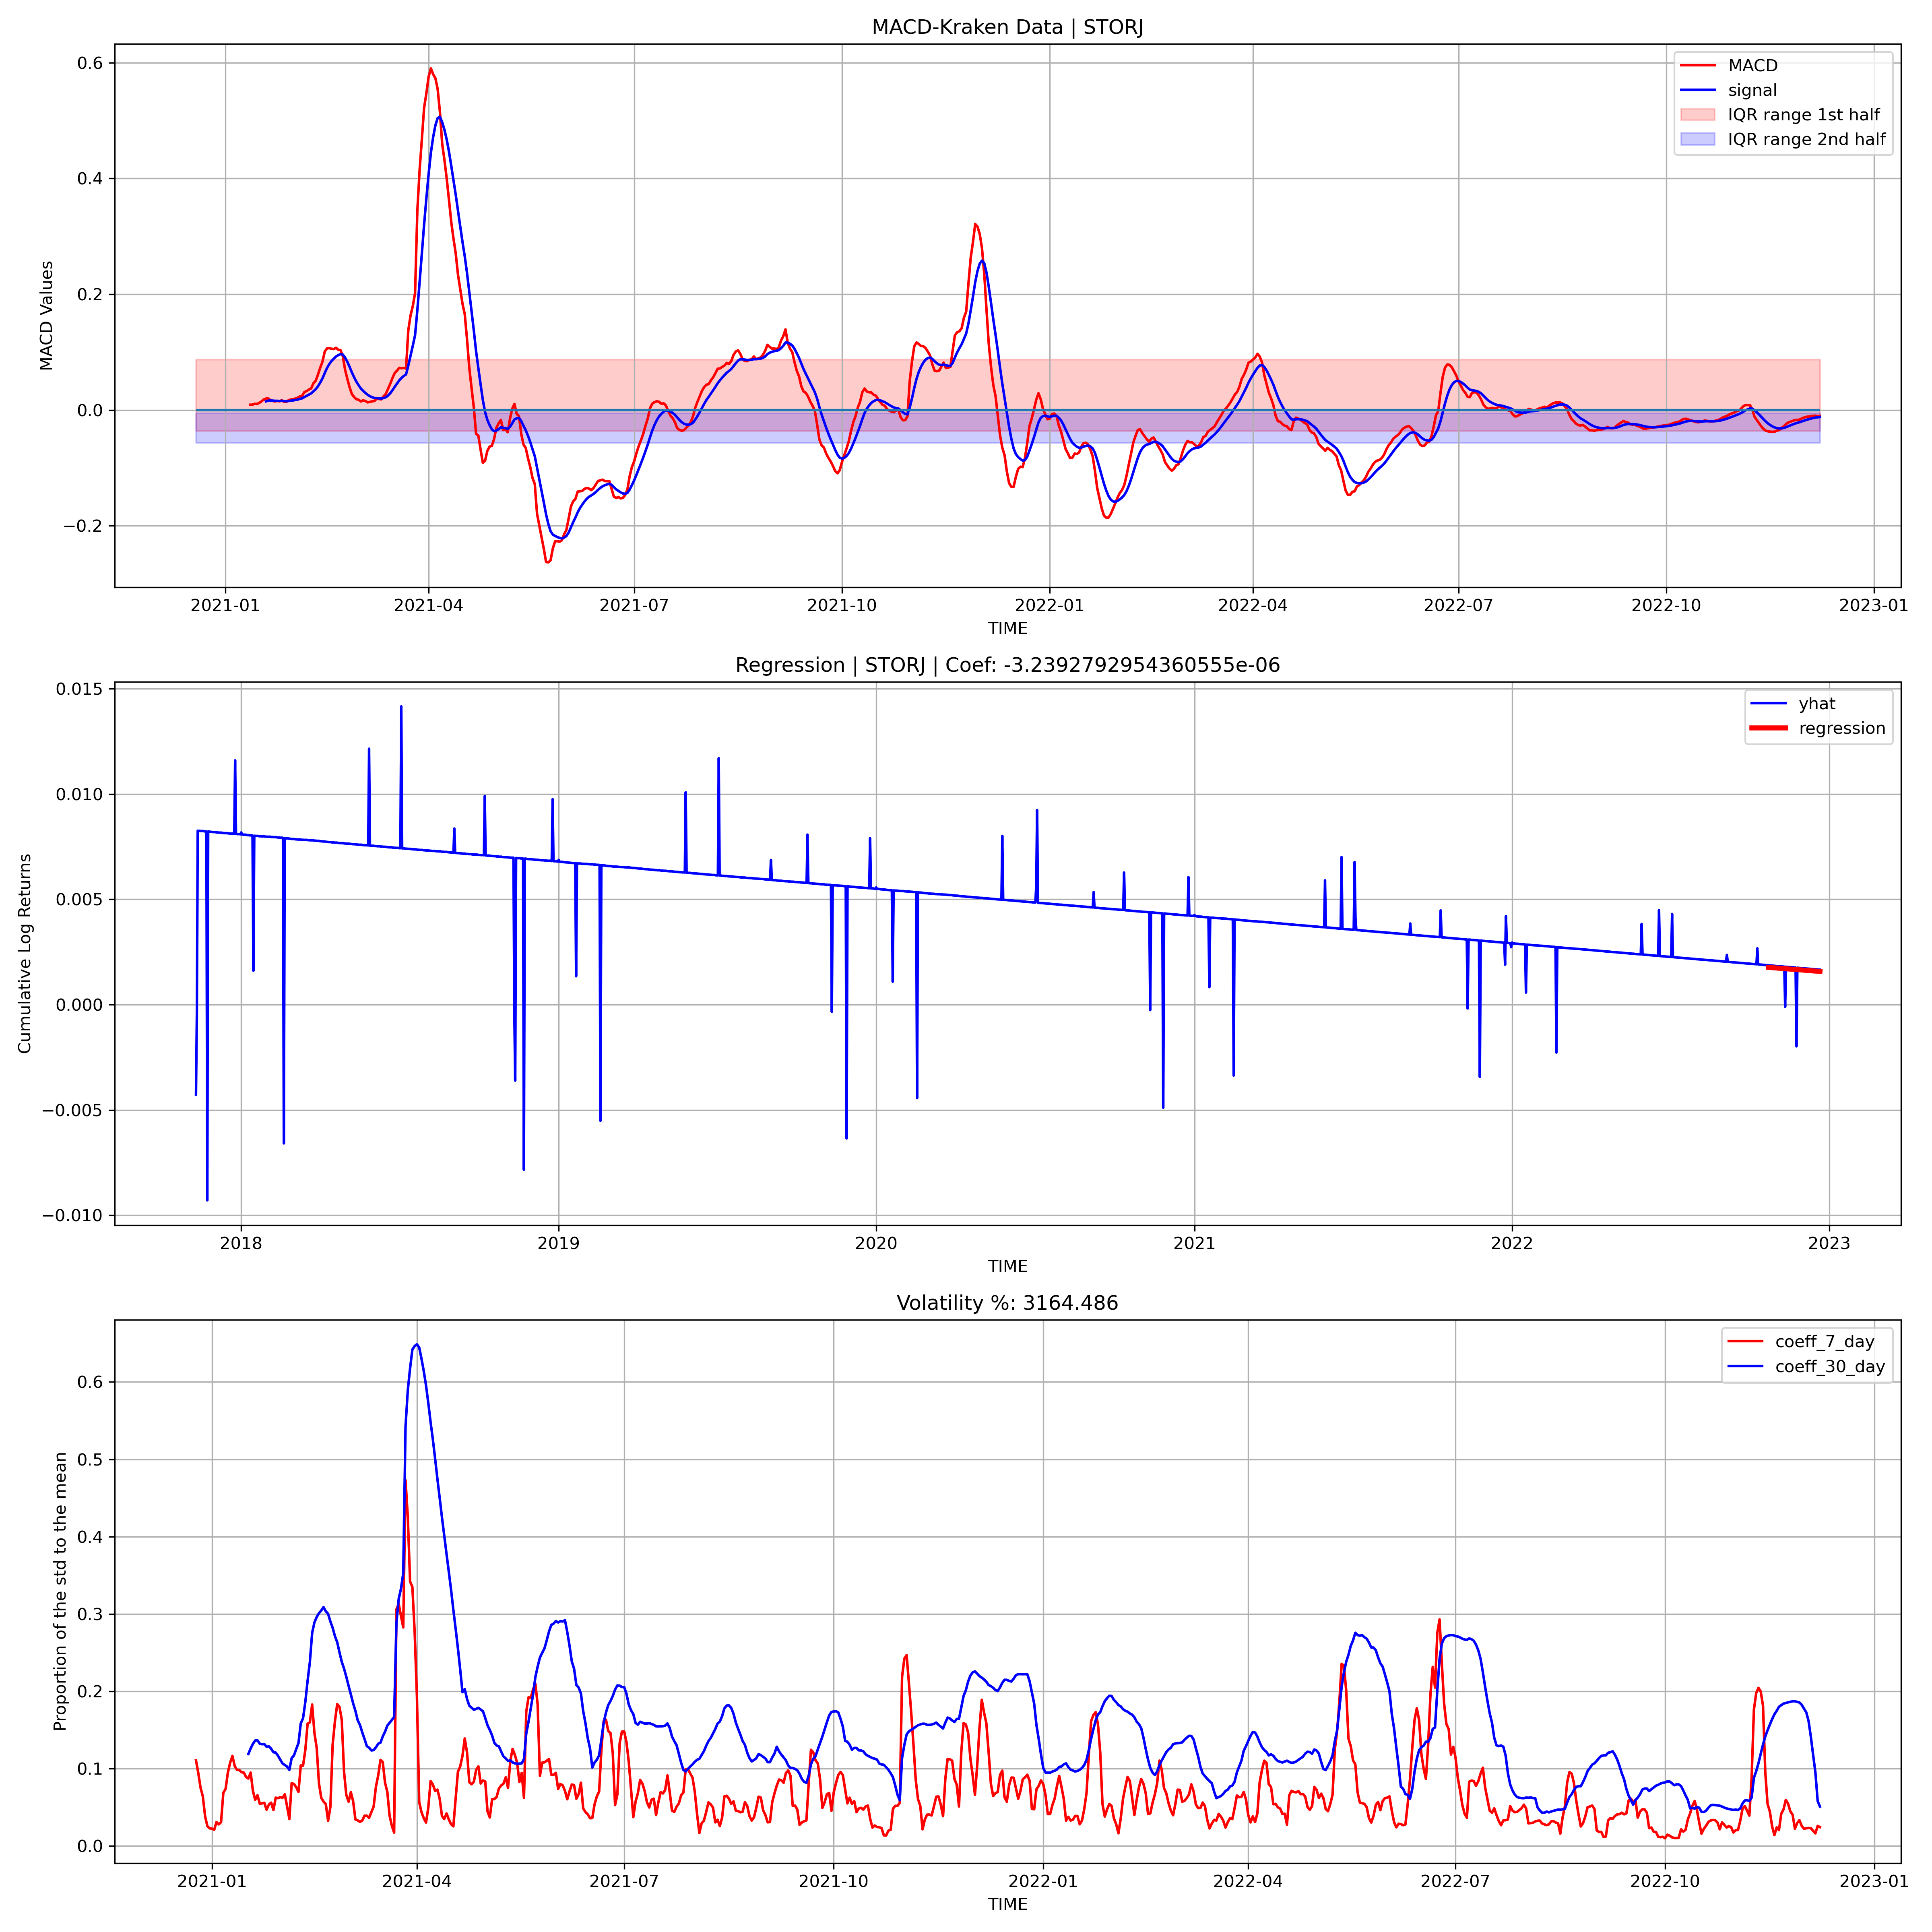 MACD-Kraken Data | STORJ
MACD Values
0.6
0.4
0.2
0.0
−0.2
MACD
signal
IQR range 1st half
IQR range 2nd half
2021-01 2021-04 2021-07 2021-10 2022-01 2022-04 2022-07 2022-10 2023-01
TIME
Regression | STORJ | Coef: -3.2392792954360555e-06
Cumulative Log Returns
0.015
0.010
0.005
0.000
−0.005
−0.010
yhat
regression
2018 2019 2020 2021 2022 2023
TIME
Volatility %: 3164.486
Proportion of the std to the mean
0.6
0.5
0.4
0.3
0.2
0.1
0.0
coeff_7_day
coeff_30_day
2021-01 2021-04 2021-07 2021-10 2022-01 2022-04 2022-07 2022-10 2023-01
TIME